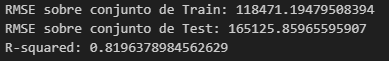 RMSE sobre conjunto de Train: 118471.19479508394
RMSE sobre conjunto de Test: 165125.85965595907
R-squared: 0.8196378984562629